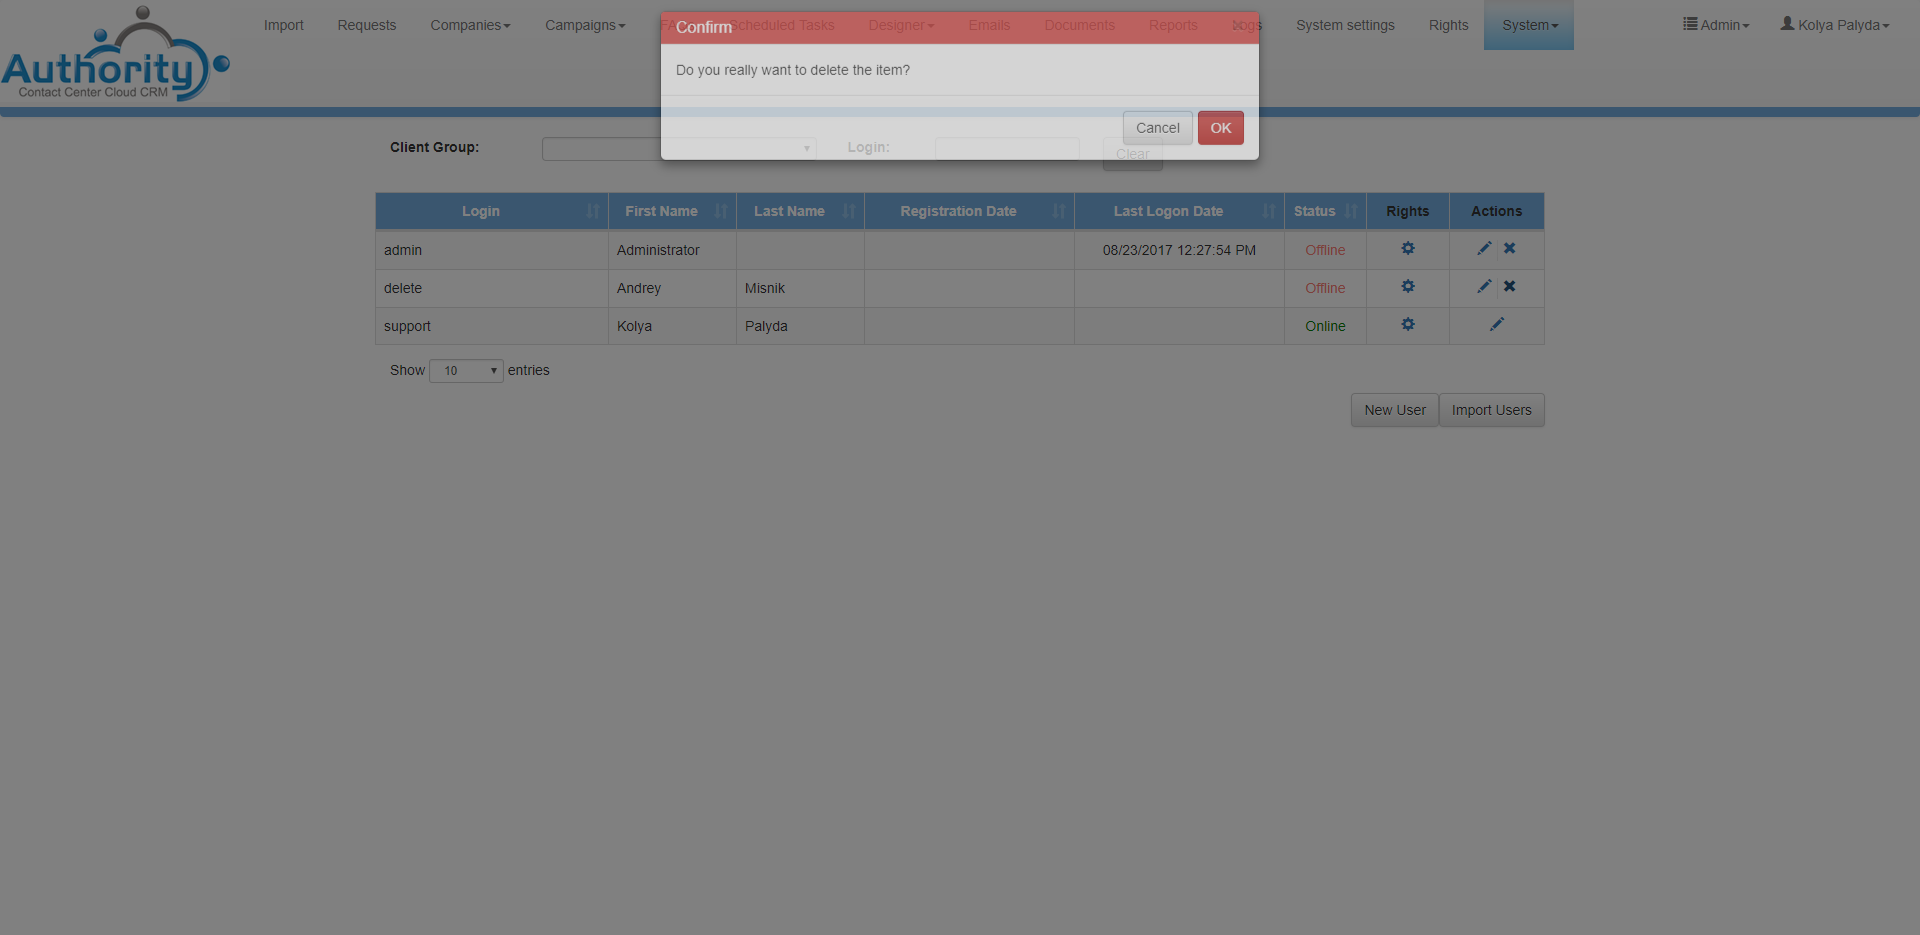 Import Requests Companies Campaigns FA Scheduled Tasks Designer Emails Documents Reports Logs System settings Rights System Admin Kolya Palyda
Authority
Contact Center Cloud CRM
Confirm
Do you really want to delete the item?
Cancel OK
Client Group: Login: Clear
Login First Name Last Name Registration Date Last Logon Date Status Rights Actions
admin Administrator 08/23/2017 12:27:54 PM Offline
delete Andrey Misnik Offline
support Kolya Palyda Online
Show 10 entries
New User Import Users